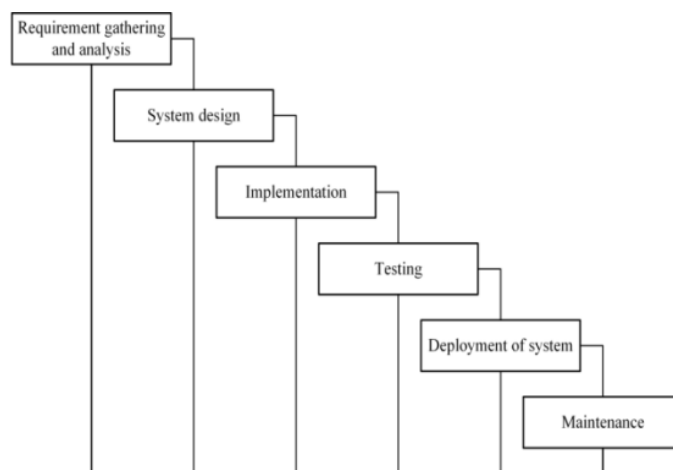 Requirement gathering
and analysis
System design
Implementation
Testing
Deployment of system
Maintenance